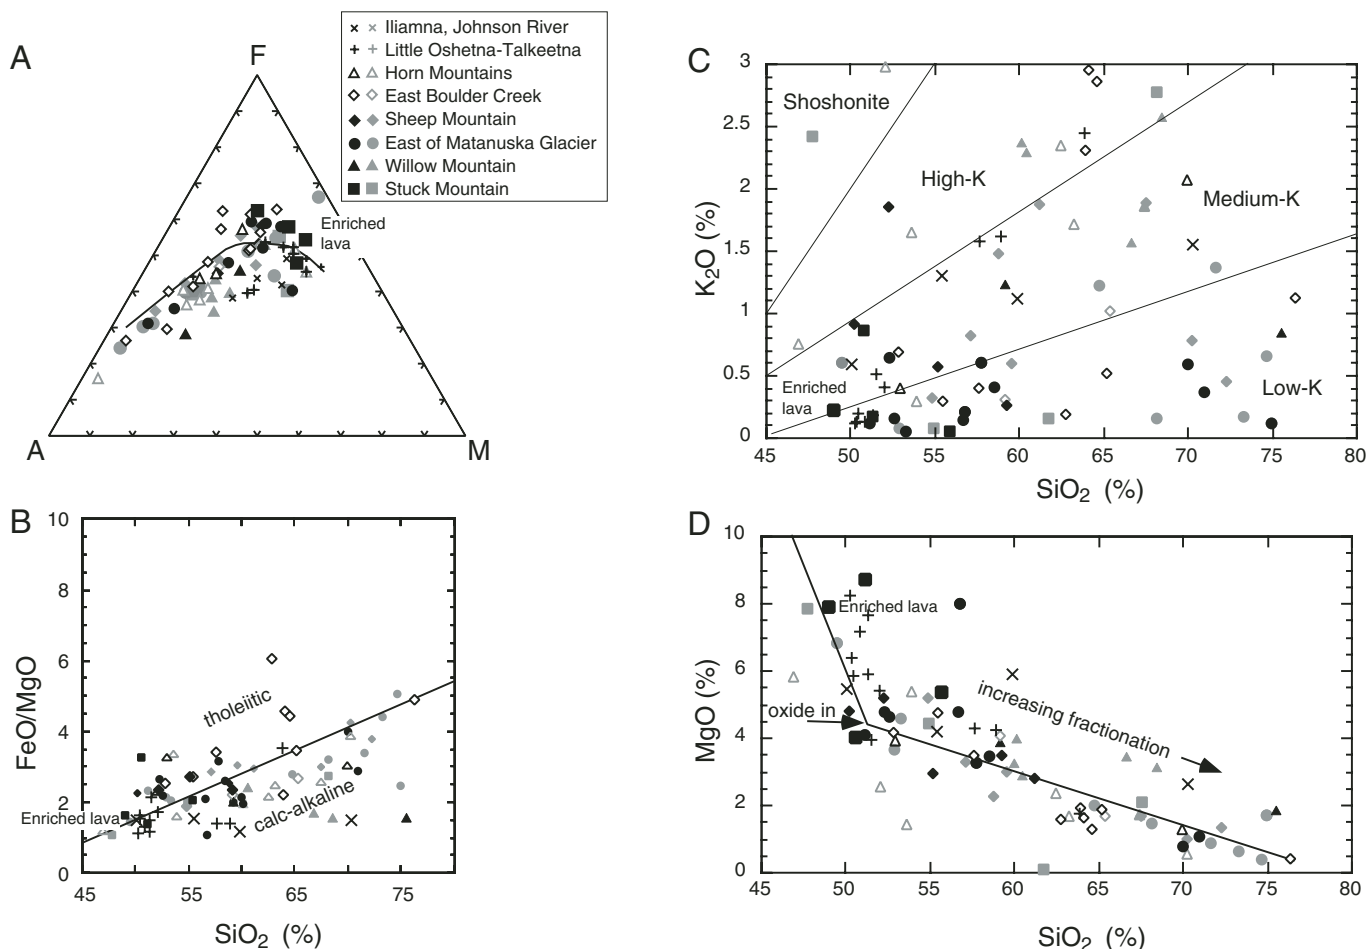 A
F
A
M
Iliamna, Johnson River
Little Oshetna-Talkeetna
Horn Mountains
East Boulder Creek
Sheep Mountain
East of Matanuska Glacier
Willow Mountain
Stuck Mountain
Enriched
lava
C
3
2.5
2
1.5
1
0.5
0
K2O (%)
Shoshonite
High-K
Medium-K
Low-K
Enriched
lava
45 50 55 60 65 70 75 80
SiO2 (%)
B
10
8
6
4
2
0
FeO/MgO
tholeiitic
calc-alkaline
Enriched lava
45 55 65 75
SiO2 (%)
D
10
8
6
4
2
0
MgO (%)
Enriched lava
oxide in
increasing fractionation
45 50 55 60 65 70 75 80
SiO2 (%)